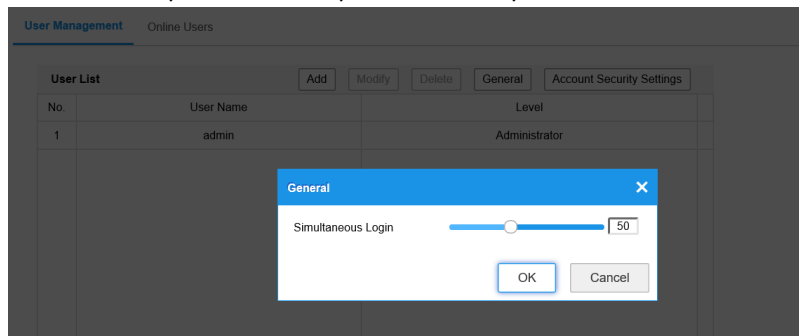 User Management Online Users
User List Add Modify Delete General Account Security Settings
No. User Name Level
1 admin Administrator
General
Simultaneous Login 50
OK Cancel